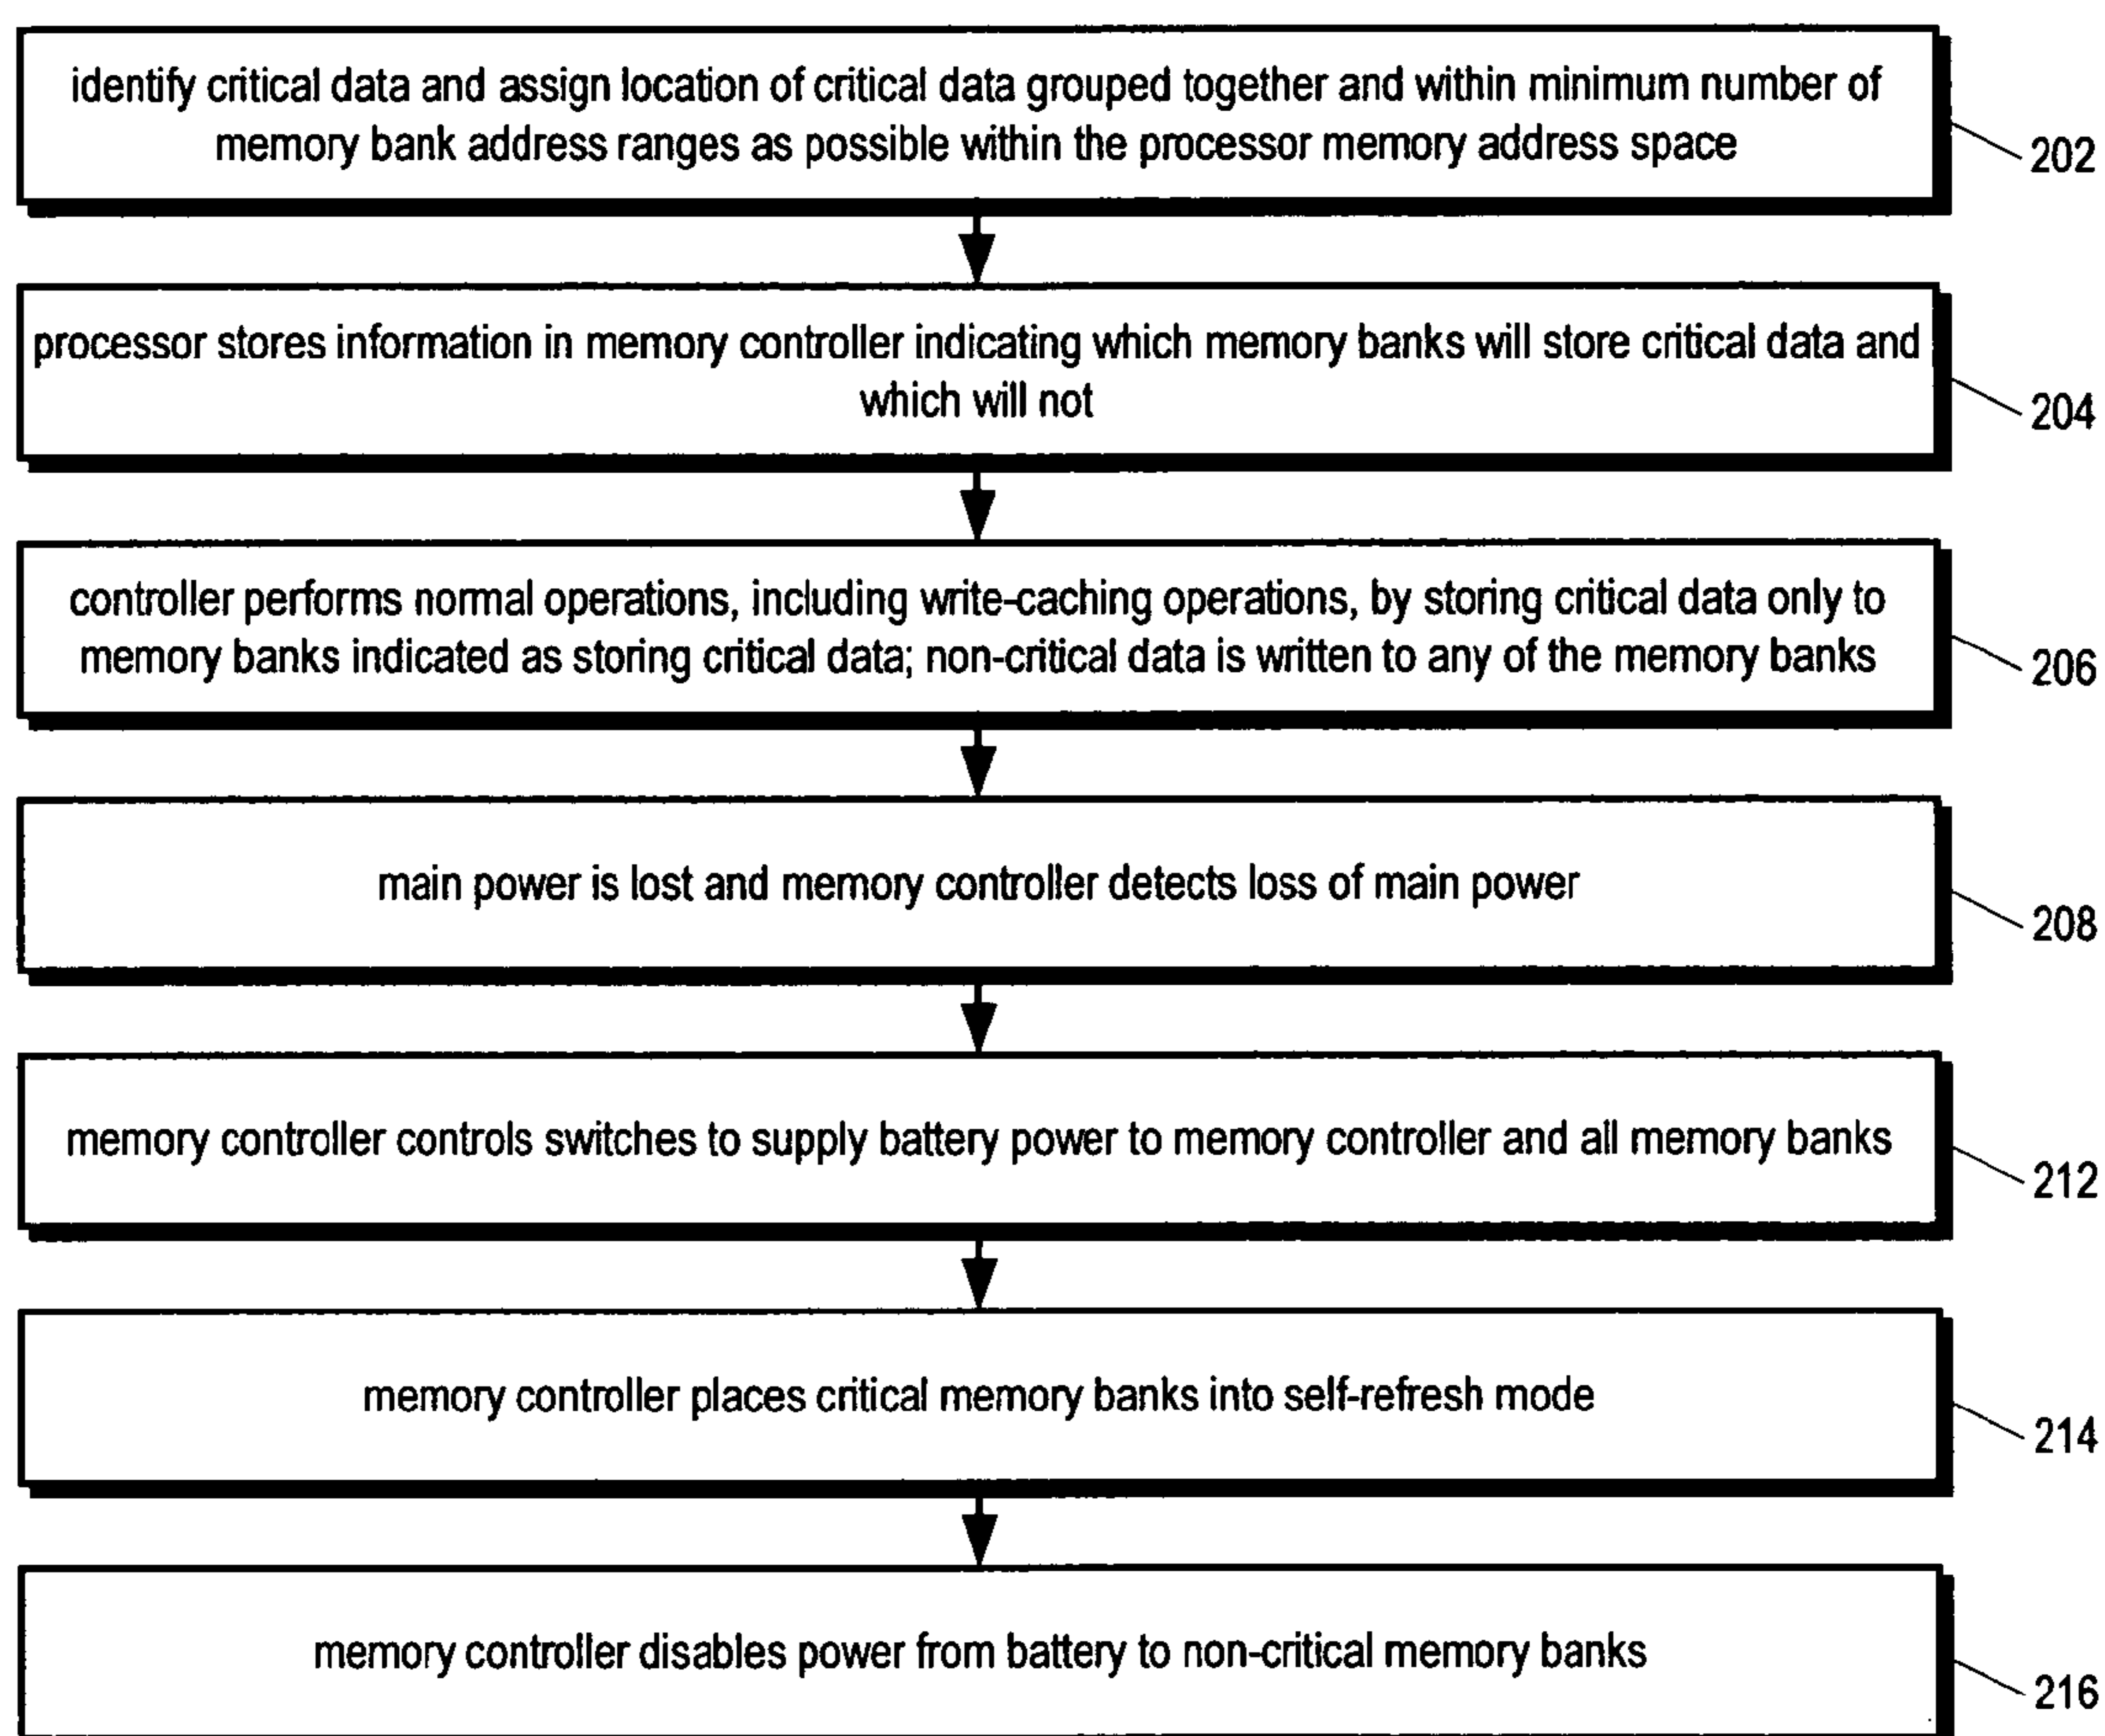 identify critical data and assign location of critical data grouped together and within minimum number of
memory bank address ranges as possible within the processor memory address space
202
processor stores information in memory controller indicating which memory banks will store critical data and
which will not
204
controller performs normal operations, including write-caching operations, by storing critical data only to
memory banks indicated as storing critical data; non-critical data is written to any of the memory banks
206
main power is lost and memory controller detects loss of main power
208
memory controller controls switches to supply battery power to memory controller and all memory banks
212
memory controller places critical memory banks into self-refresh mode
214
memory controller disables power from battery to non-critical memory banks
216